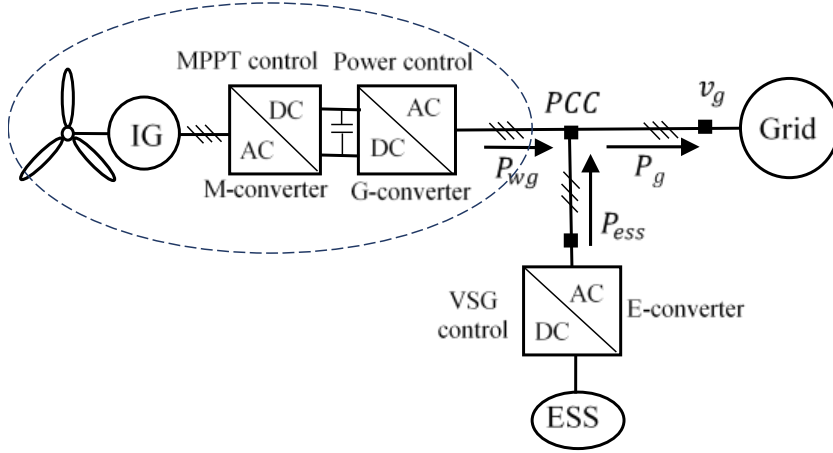 MPPT control Power control
IG
DC
AC
AC
DC
M-converter
G-converter
PCC
v_g
Grid
P_wg
P_g
P_ess
VSG
control
AC
DC
E-converter
ESS